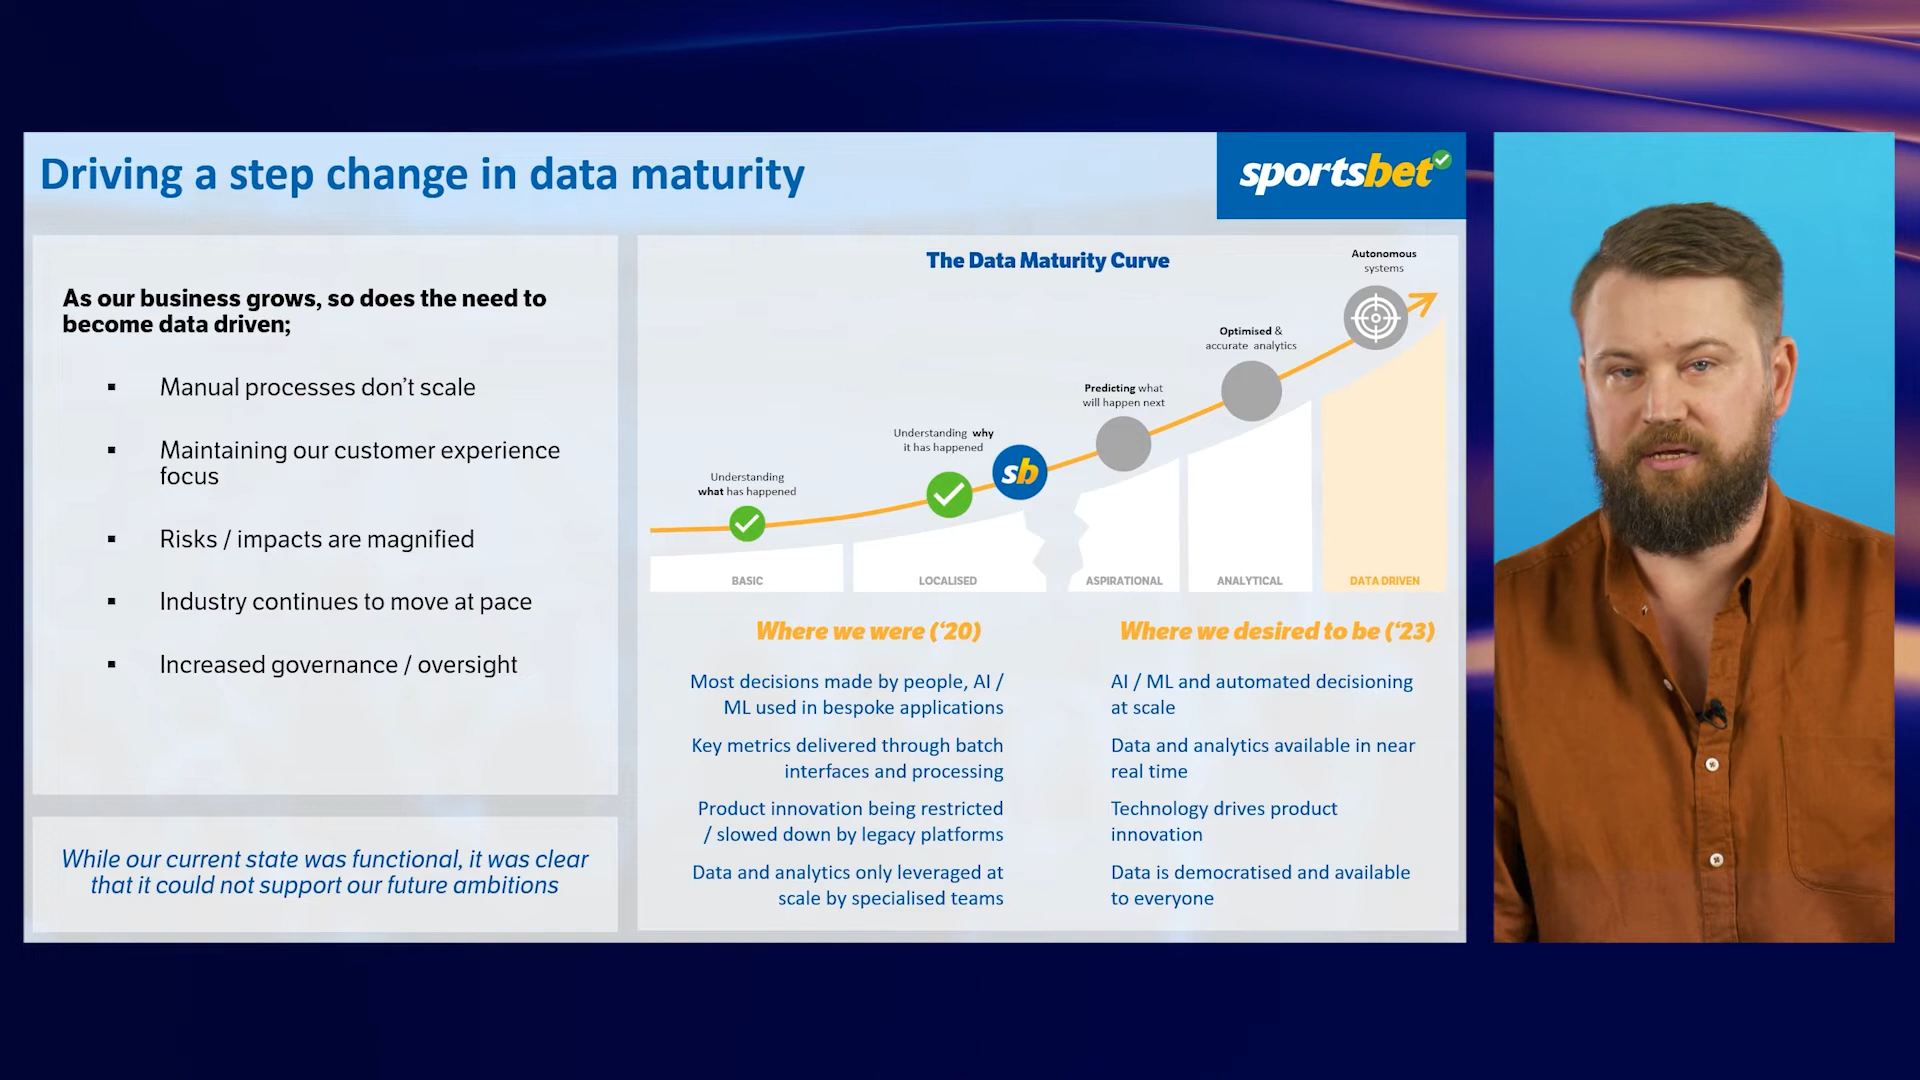 Driving a step change in data maturity
sportsbet
As our business grows, so does the need to
become data driven;
▪ Manual processes don't scale
▪ Maintaining our customer experience
focus
▪ Risks / impacts are magnified
▪ Industry continues to move at pace
▪ Increased governance / oversight
While our current state was functional, it was clear
that it could not support our future ambitions
The Data Maturity Curve
Understanding
what has happened
Understanding why
it has happened
sb
Predicting what
will happen next
Optimised &
accurate analytics
Autonomous
systems
BASIC
LOCALISED
ASPIRATIONAL
ANALYTICAL
DATA DRIVEN
Where we were ('20)
Most decisions made by people, AI /
ML used in bespoke applications
Key metrics delivered through batch
interfaces and processing
Product innovation being restricted
/ slowed down by legacy platforms
Data and analytics only leveraged at
scale by specialised teams
Where we desired to be ('23)
AI / ML and automated decisioning
at scale
Data and analytics available in near
real time
Technology drives product
innovation
Data is democratised and available
to everyone